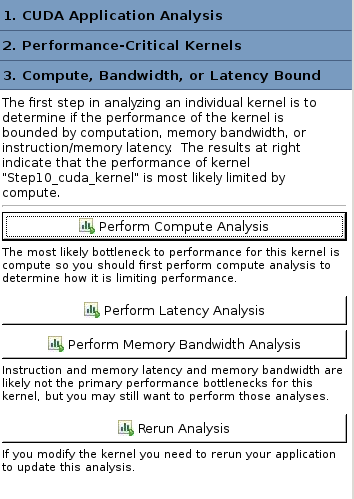 1. CUDA Application Analysis
2. Performance-Critical Kernels
3. Compute, Bandwidth, or Latency Bound
The first step in analyzing an individual kernel is to
determine if the performance of the kernel is
bounded by computation, memory bandwidth, or
instruction/memory latency.  The results at right
indicate that the performance of kernel
"Step10_cuda_kernel" is most likely limited by
compute.
Perform Compute Analysis
The most likely bottleneck to performance for this kernel is
compute so you should first perform compute analysis to
determine how it is limiting performance.
Perform Latency Analysis
Perform Memory Bandwidth Analysis
Instruction and memory latency and memory bandwidth are
likely not the primary performance bottlenecks for this
kernel, but you may still want to perform those analyses.
Rerun Analysis
If you modify the kernel you need to rerun your application
to update this analysis.